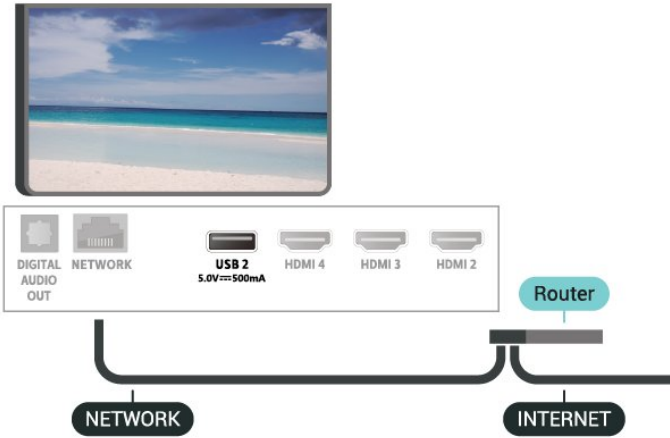 DIGITAL
AUDIO
OUT
NETWORK
USB 2
5.0V⎓500mA
HDMI 4
HDMI 3
HDMI 2
Router
NETWORK
INTERNET